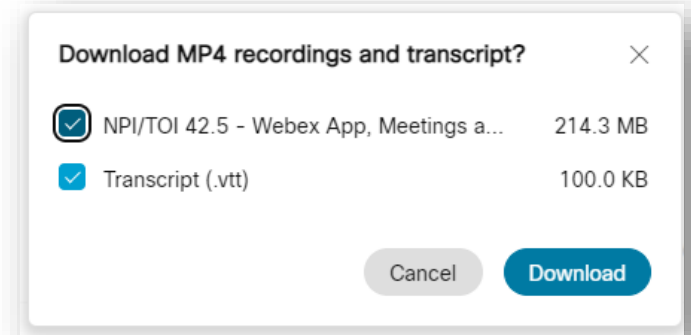 Download MP4 recordings and transcript?
NPI/TOI 42.5 - Webex App, Meetings a... 214.3 MB
Transcript (.vtt) 100.0 KB
Cancel Download